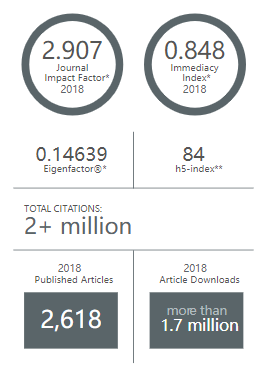 2.907
Journal
Impact Factor*
2018
0.848
Immediacy
Index*
2018
0.14639
Eigenfactor®*
84
h5-index**
TOTAL CITATIONS:
2+ million
2018
Published Articles
2,618
2018
Article Downloads
more than
1.7 million